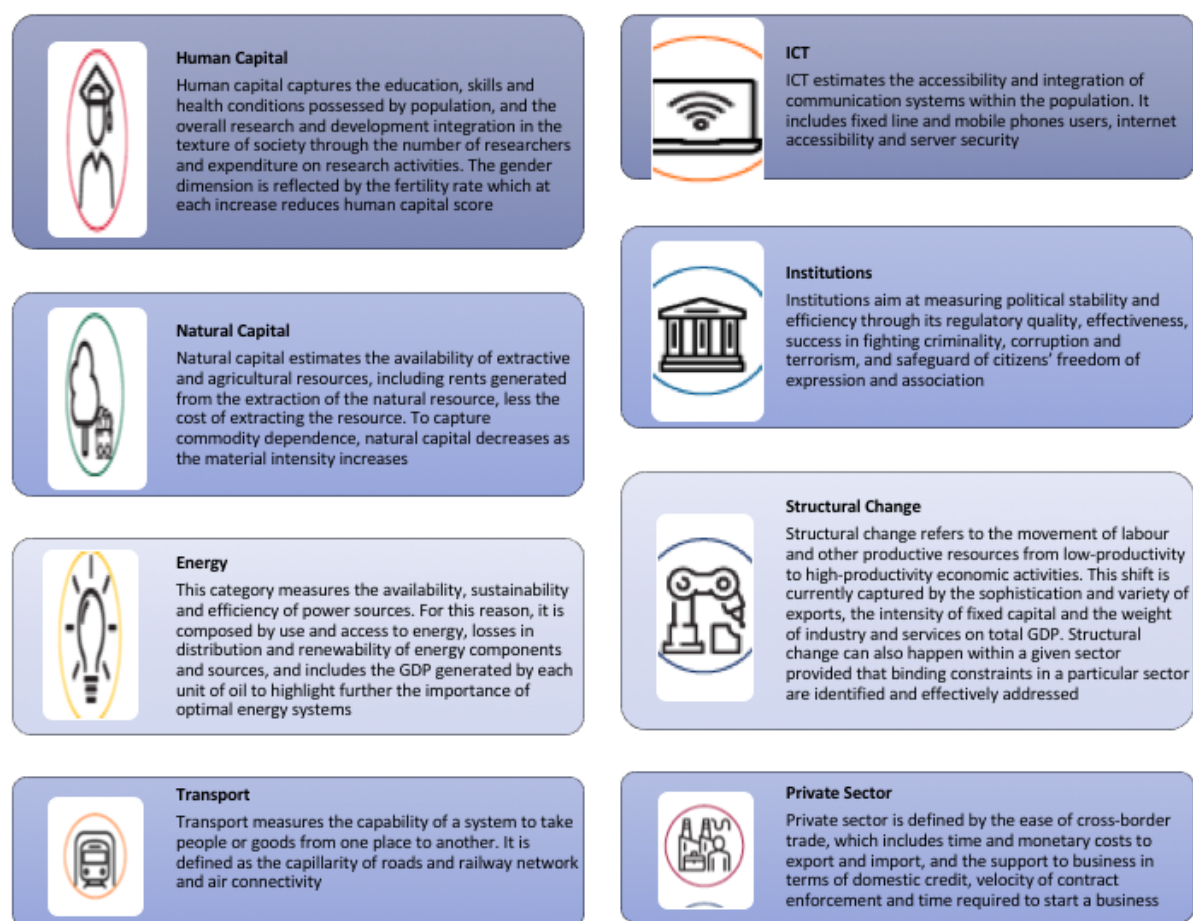 Human Capital
Human capital captures the education, skills and
health conditions possessed by population, and the
overall research and development integration in the
texture of society through the number of researchers
and expenditure on research activities. The gender
dimension is reflected by the fertility rate which at
each increase reduces human capital score
Natural Capital
Natural capital estimates the availability of extractive
and agricultural resources, including rents generated
from the extraction of the natural resource, less the
cost of extracting the resource. To capture
commodity dependence, natural capital decreases as
the material intensity increases
Energy
This category measures the availability, sustainability
and efficiency of power sources. For this reason, it is
composed by use and access to energy, losses in
distribution and renewability of energy components
and sources, and includes the GDP generated by each
unit of oil to highlight further the importance of
optimal energy systems
Transport
Transport measures the capability of a system to take
people or goods from one place to another. It is
defined as the capillarity of roads and railway network
and air connectivity
ICT
ICT estimates the accessibility and integration of
communication systems within the population. It
includes fixed line and mobile phones users, internet
accessibility and server security
Institutions
Institutions aim at measuring political stability and
efficiency through its regulatory quality, effectiveness,
success in fighting criminality, corruption and
terrorism, and safeguard of citizens' freedom of
expression and association
Structural Change
Structural change refers to the movement of labour
and other productive resources from low-productivity
to high-productivity economic activities. This shift is
currently captured by the sophistication and variety of
exports, the intensity of fixed capital and the weight
of industry and services on total GDP. Structural
change can also happen within a given sector
provided that binding constraints in a particular sector
are identified and effectively addressed
Private Sector
Private sector is defined by the ease of cross-border
trade, which includes time and monetary costs to
export and import, and the support to business in
terms of domestic credit, velocity of contract
enforcement and time required to start a business